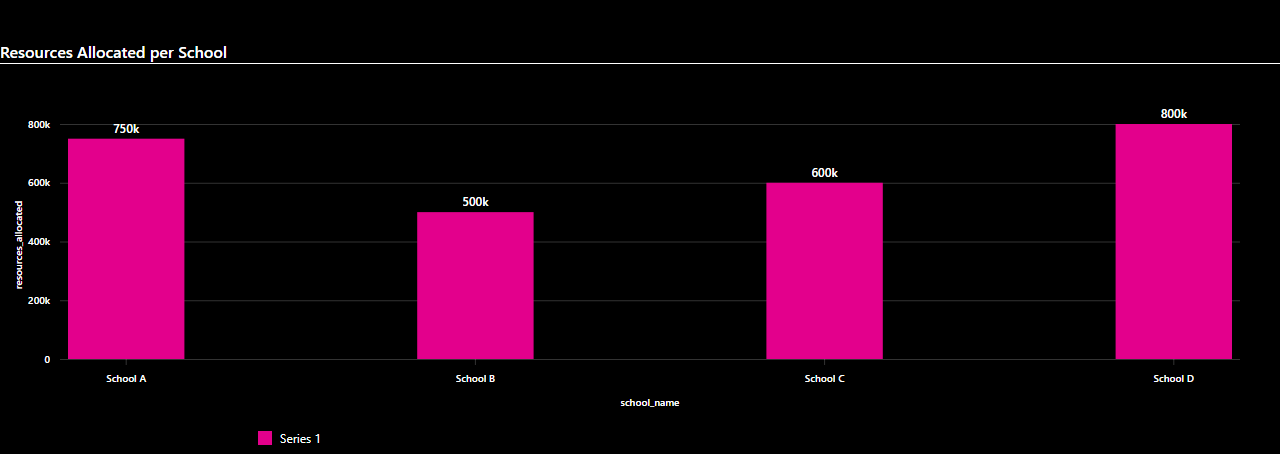 Resources Allocated per School
800k
600k
400k
200k
0
resources_allocated
750k
500k
600k
800k
School A
School B
School C
School D
school_name
Series 1